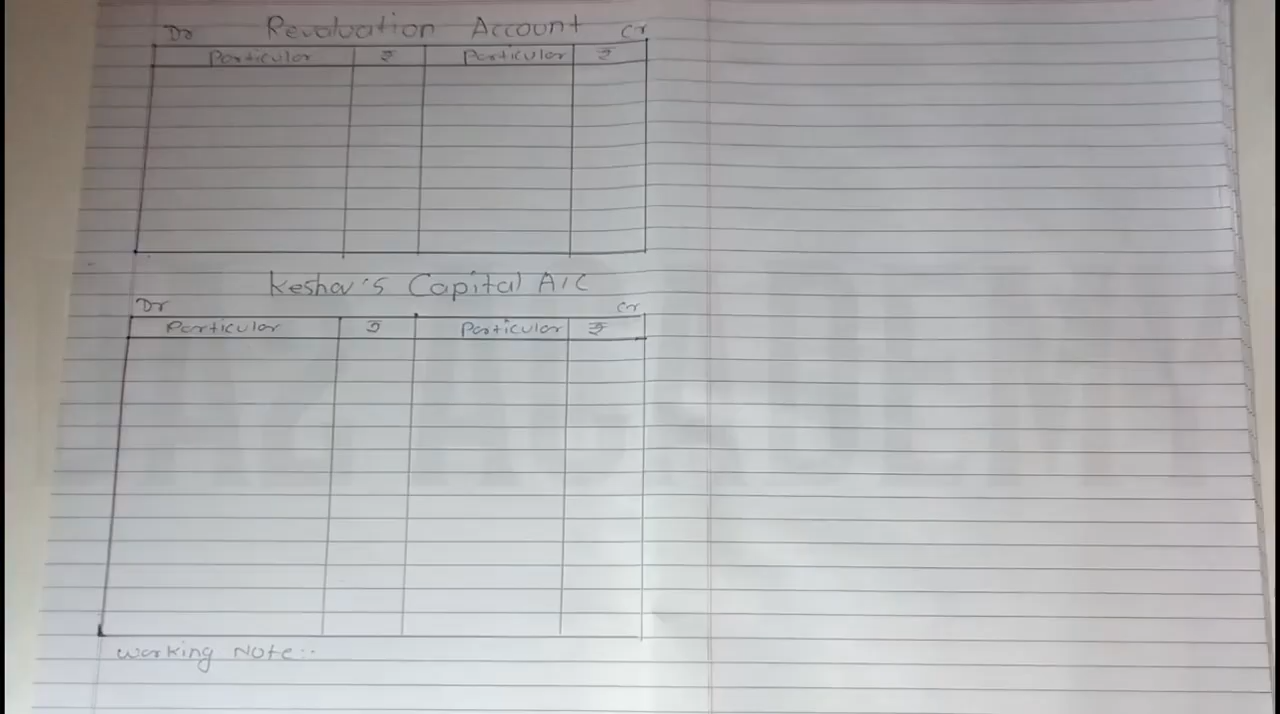 Dr Revaluation Account Cr
Particular ₹ Particular ₹
Keshav's Capital A/C
Dr Cr
Particular ₹ Particular ₹
Working Note:-